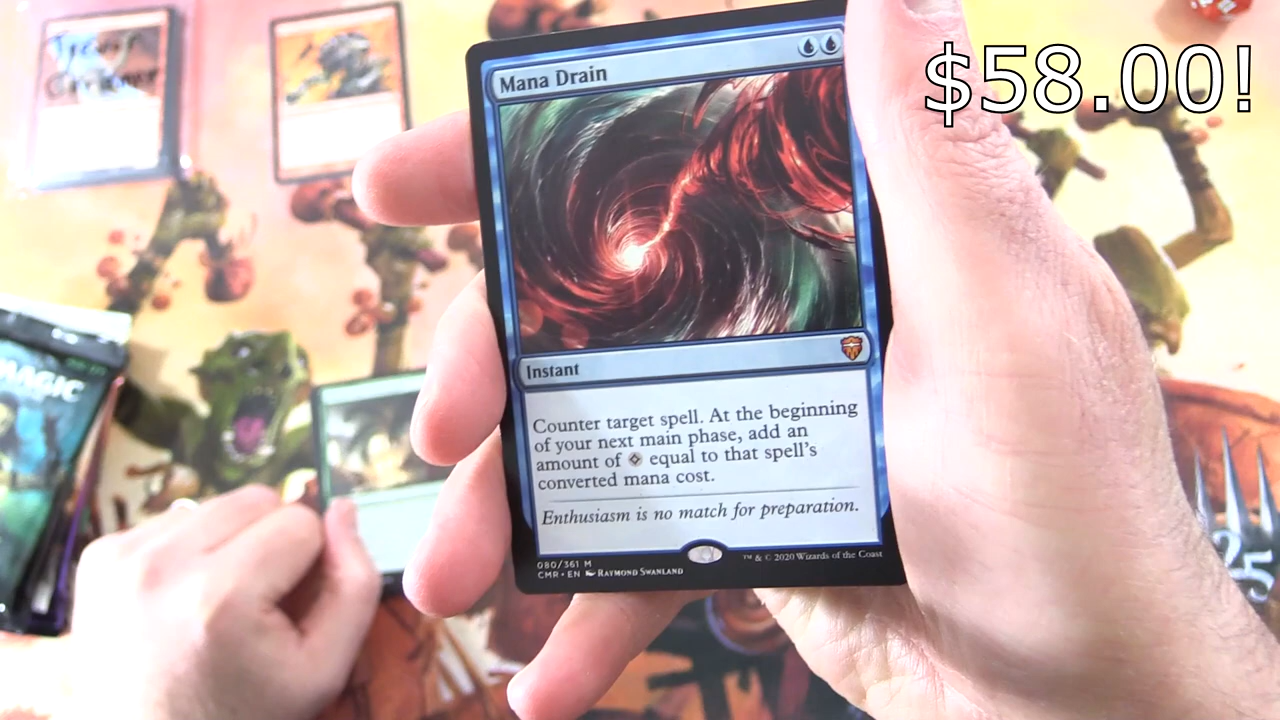 $58.00!
Mana Drain
Instant
Counter target spell. At the beginning
of your next main phase, add an
amount of equal to that spell's
converted mana cost.
Enthusiasm is no match for preparation.
080/361 M
CMR • EN Raymond Swanland
™ & © 2020 Wizards of the Coast
MAGIC
25